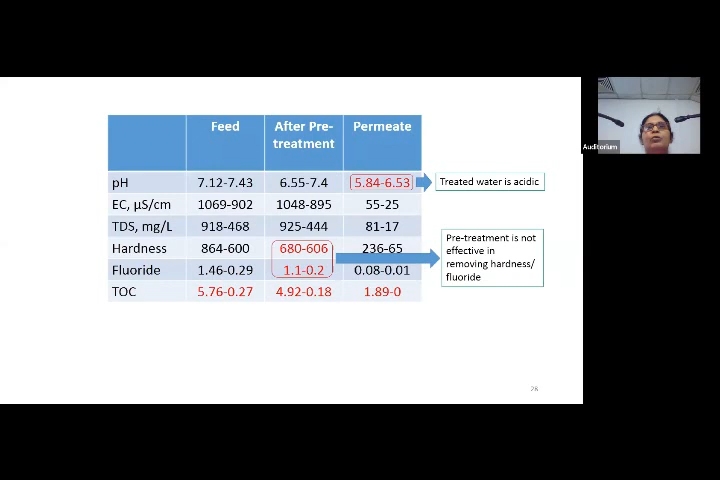 Feed After Pre- Permeate
treatment
pH 7.12-7.43 6.55-7.4 5.84-6.53
EC, µS/cm 1069-902 1048-895 55-25
TDS, mg/L 918-468 925-444 81-17
Hardness 864-600 680-606 236-65
Fluoride 1.46-0.29 1.1-0.2 0.08-0.01
TOC 5.76-0.27 4.92-0.18 1.89-0
Treated water is acidic
Pre-treatment is not
effective in
removing hardness/
fluoride
28
Auditorium